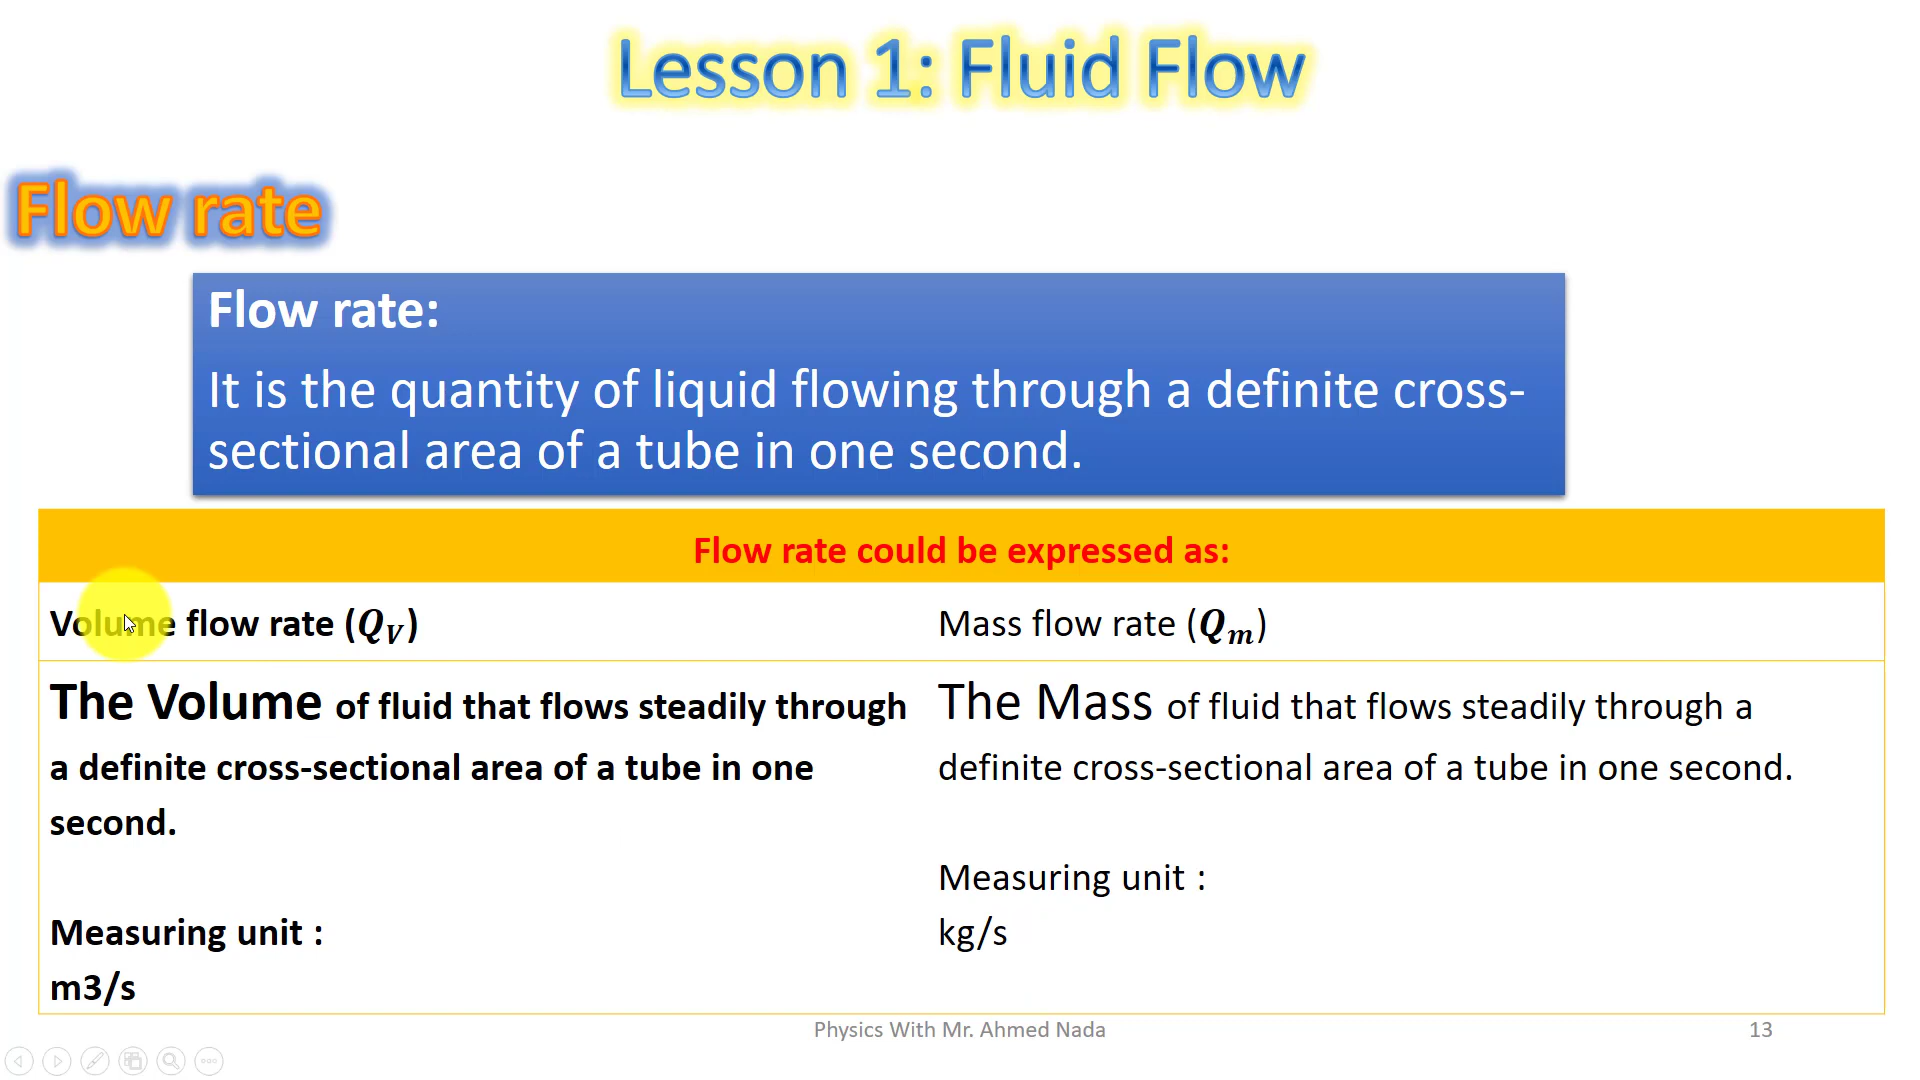 Lesson 1: Fluid Flow
Flow rate
Flow rate:
It is the quantity of liquid flowing through a definite cross-
sectional area of a tube in one second.
Flow rate could be expressed as:
Volume flow rate (Q_V)
Mass flow rate (Q_m)
The Volume of fluid that flows steadily through
a definite cross-sectional area of a tube in one
second.
Measuring unit :
m3/s
The Mass of fluid that flows steadily through a
definite cross-sectional area of a tube in one second.
Measuring unit :
kg/s
Physics With Mr. Ahmed Nada
13